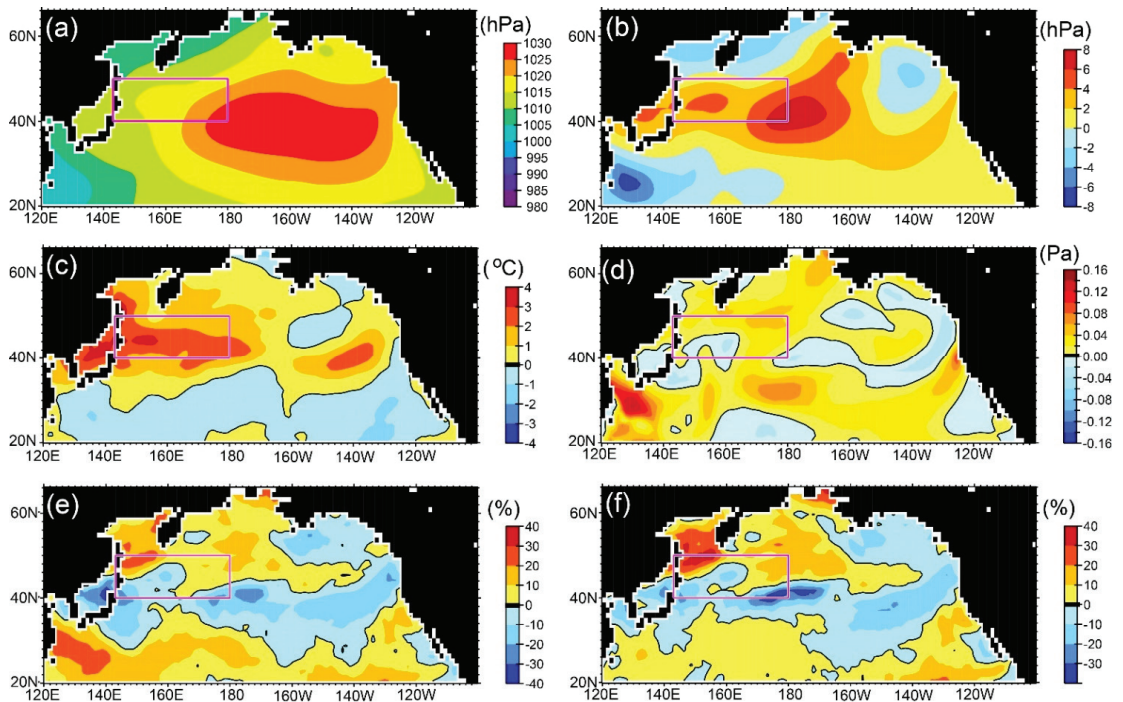 (a) (hPa) (b) (hPa)
60N 40N 20N
1030 1025 1020 1015 1010 1005 1000 995 990 985 980
120E 140E 160E 180 160W 140W 120W
60N 40N 20N
8 6 4 2 0 -2 -4 -6 -8
120E 140E 160E 180 160W 140W 120W
(c) (°C) (d) (Pa)
60N 40N 20N
4 3 2 1 0 -1 -2 -3 -4
120E 140E 160E 180 160W 140W 120W
60N 40N 20N
0.16 0.12 0.08 0.04 0.00 -0.04 -0.08 -0.12 -0.16
120E 140E 160E 180 160W 140W 120W
(e) (%) (f) (%)
60N 40N 20N
40 30 20 10 0 -10 -20 -30 -40
120E 140E 160E 180 160W 140W 120W
60N 40N 20N
40 30 20 10 0 -10 -20 -30
120E 140E 160E 180 160W 140W 120W